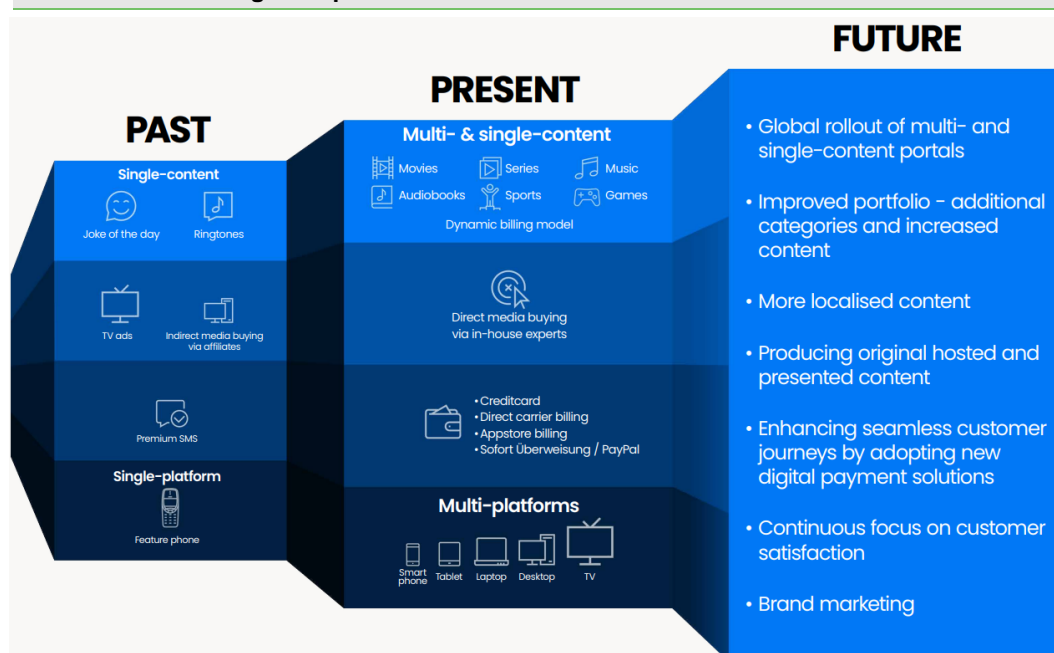 PAST
Single-content
Joke of the day
Ringtones
TV ads
Indirect media buying
via affiliates
Premium SMS
Single-platform
Feature phone
PRESENT
Multi- & single-content
Movies
Series
Music
Audiobooks
Sports
Games
Dynamic billing model
Direct media buying
via in-house experts
• Creditcard
• Direct carrier billing
• Appstore billing
• Sofort Überweisung / PayPal
Multi-platforms
Smart
phone
Tablet
Laptop
Desktop
TV
FUTURE
• Global rollout of multi- and
single-content portals
• Improved portfolio - additional
categories and increased
content
• More localised content
• Producing original hosted and
presented content
• Enhancing seamless customer
journeys by adopting new
digital payment solutions
• Continuous focus on customer
satisfaction
• Brand marketing